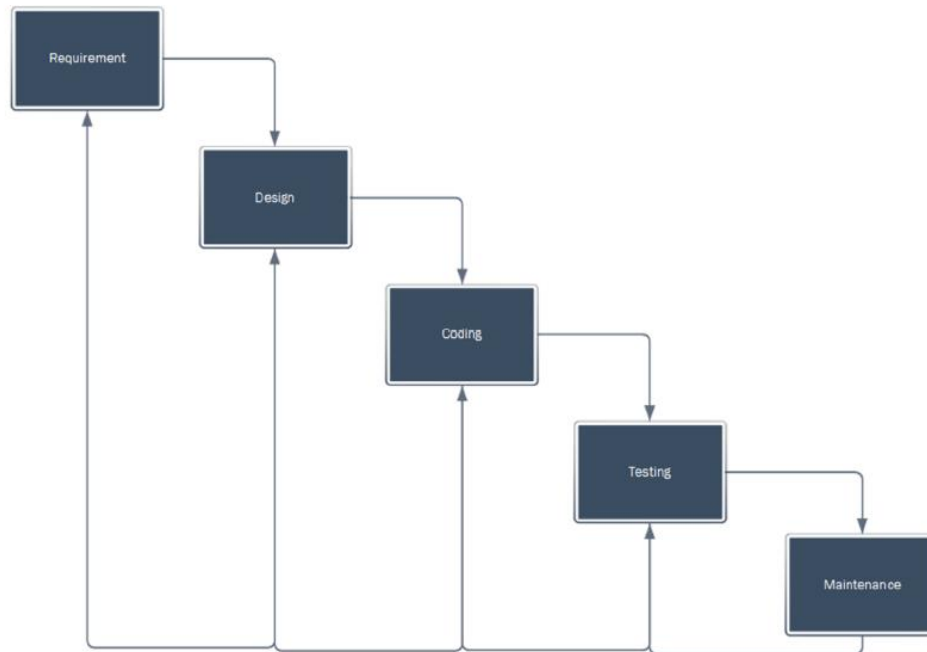 Requirement
Design
Coding
Testing
Maintenance